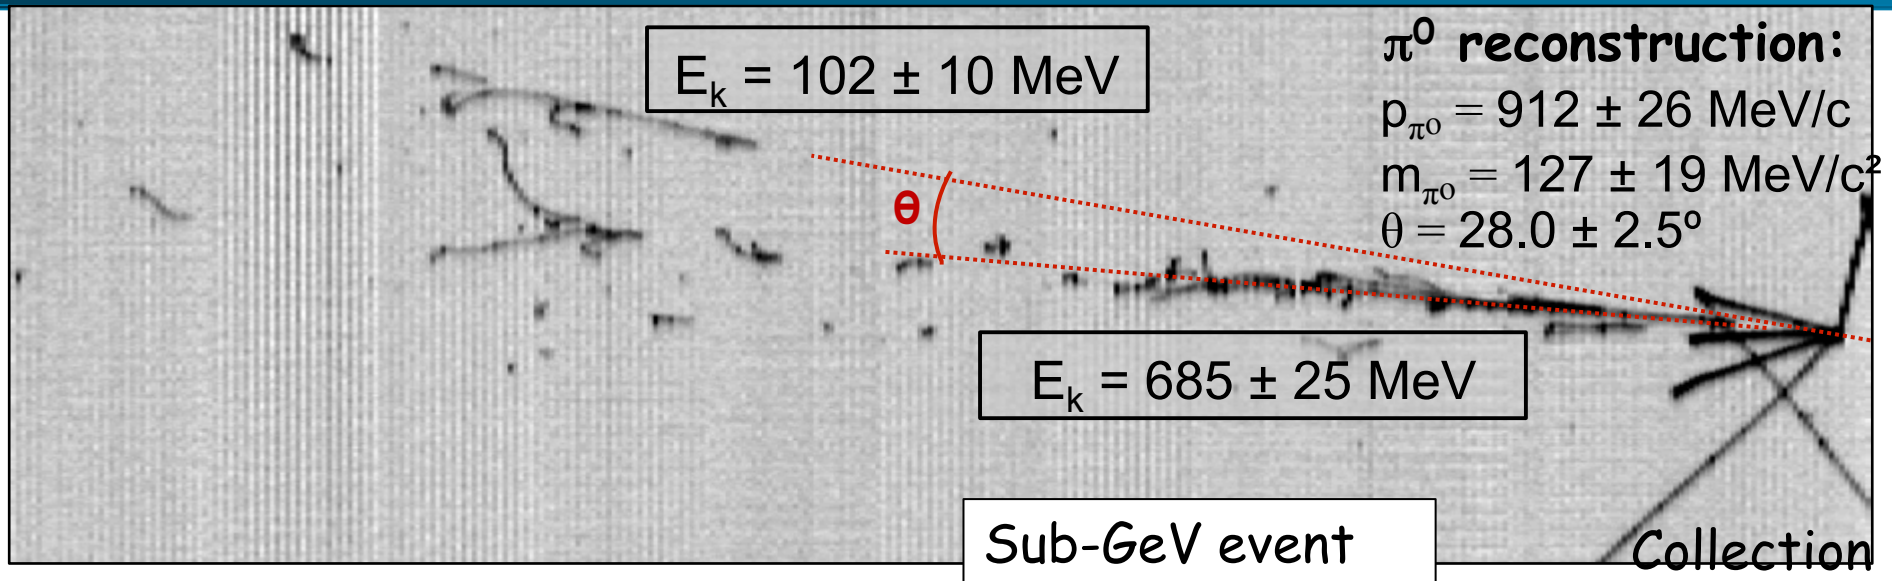 π⁰ reconstruction:
E_k = 102 ± 10 MeV
p_π⁰ = 912 ± 26 MeV/c
m_π⁰ = 127 ± 19 MeV/c²
θ
θ = 28.0 ± 2.5º
E_k = 685 ± 25 MeV
Sub-GeV event
Collection